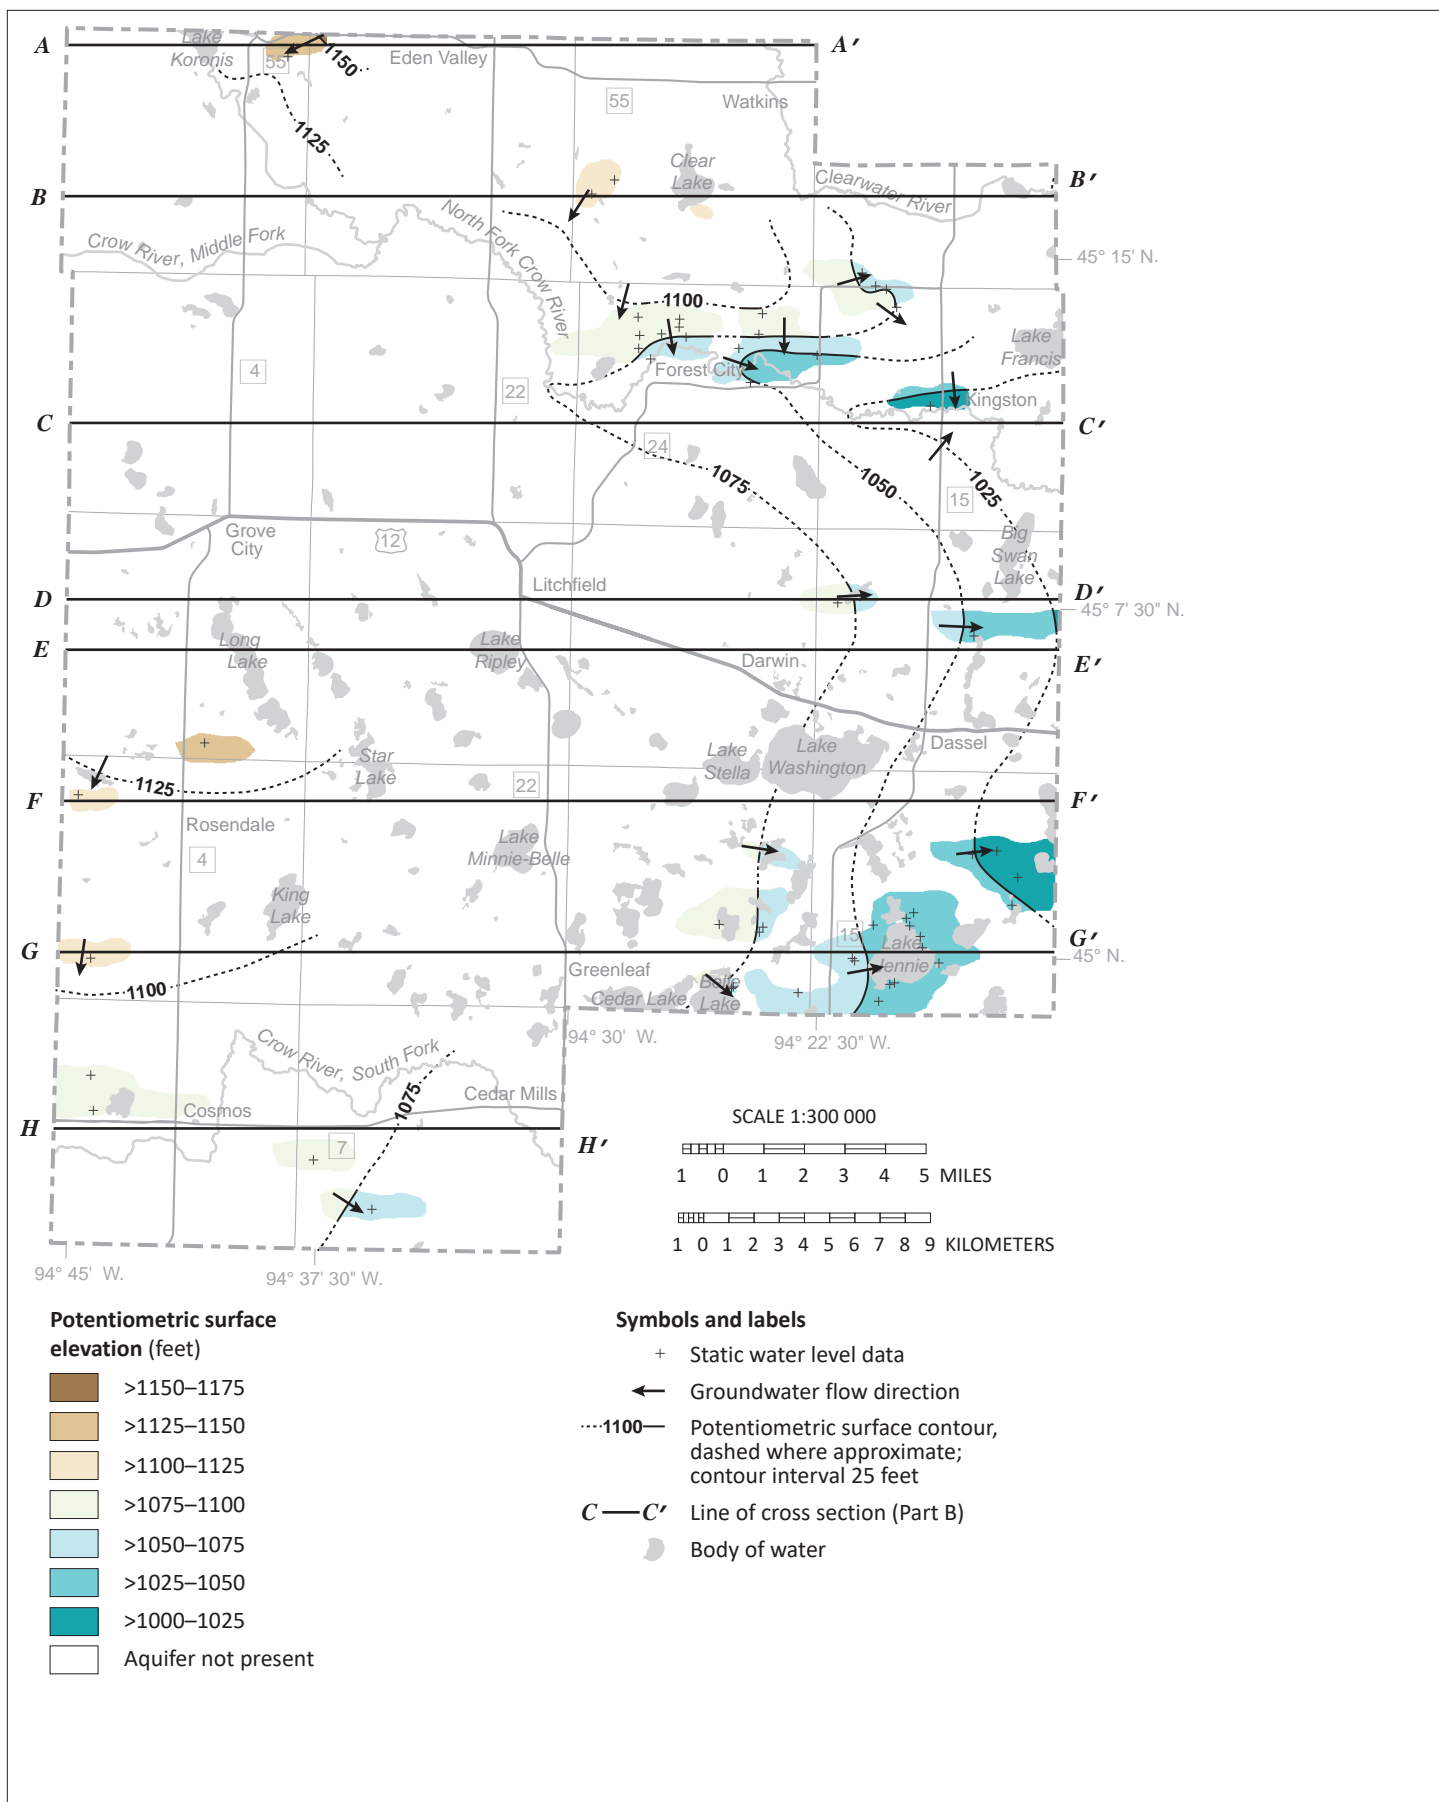 A
Lake
Koronis
55
1150
Eden Valley
A′
55
Watkins
1125
Clear
Lake
B
B′
Clearwater River
North Fork Crow River
Crow River, Middle Fork
45° 15' N.
1100
Lake
Francis
4
22
Forest City
Kingston
C
C′
24
1075
1050
1025
15
Grove
City
12
Big
Swan
Lake
Litchfield
D
D′
45° 7' 30" N.
Long
Lake
Lake
Ripley
E
Darwin
E′
Star
Lake
Lake
Stella
Lake
Washington
Dassel
1125
22
F
F′
Rosendale
Lake
Minnie-Belle
4
King
Lake
15
G
G′
Lake
Jennie
45° N.
Greenleaf
1100
Cedar Lake
Belle
Lake
94° 30' W.
94° 22' 30" W.
Crow River, South Fork
1075
Cedar Mills
Cosmos
H
H′
7
SCALE 1:300 000
1 0 1 2 3 4 5 MILES
1 0 1 2 3 4 5 6 7 8 9 KILOMETERS
94° 45' W.
94° 37' 30" W.
Potentiometric surface
elevation (feet)
>1150–1175
>1125–1150
>1100–1125
>1075–1100
>1050–1075
>1025–1050
>1000–1025
Aquifer not present
Symbols and labels
Static water level data
Groundwater flow direction
1100
Potentiometric surface contour,
dashed where approximate;
contour interval 25 feet
C C′ Line of cross section (Part B)
Body of water